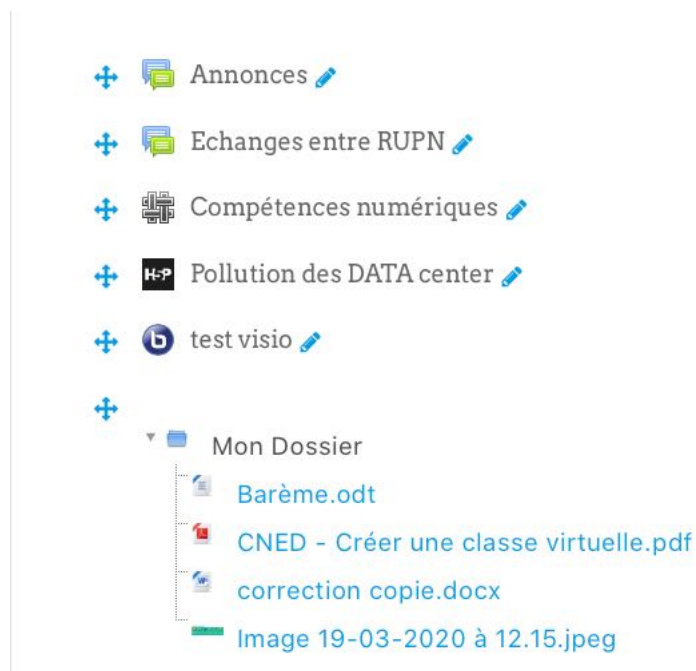 Annonces
Echanges entre RUPN
Compétences numériques
H5P Pollution des DATA center
b test visio
Mon Dossier
Barème.odt
CNED - Créer une classe virtuelle.pdf
W correction copie.docx
Image 19-03-2020 à 12.15.jpeg